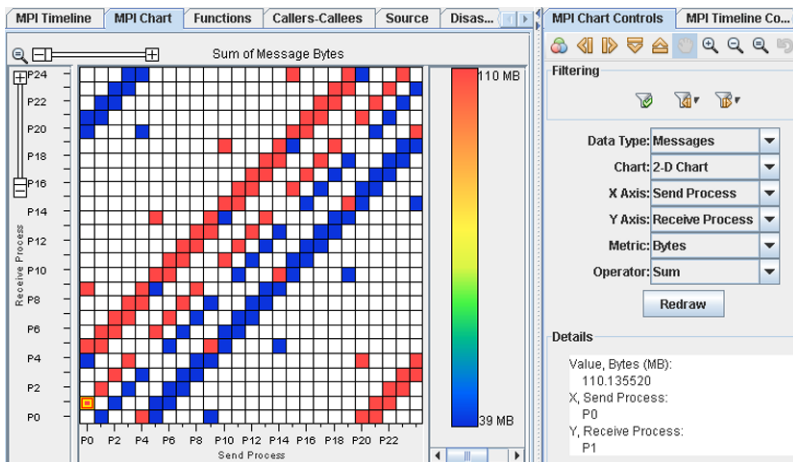 MPI Timeline MPI Chart Functions Callers-Callees Source Disas...
MPI Chart Controls MPI Timeline Co...
Sum of Message Bytes
P24
P22
P20
P18
P16
P14
P12
P10
P8
P6
P4
P2
P0
Receive Process
P0 P2 P4 P6 P8 P10 P12 P14 P16 P18 P20 P22
Send Process
110 MB
39 MB
Filtering
Data Type: Messages
Chart: 2-D Chart
X Axis: Send Process
Y Axis: Receive Process
Metric: Bytes
Operator: Sum
Redraw
Details
Value, Bytes (MB):
110.135520
X, Send Process:
P0
Y, Receive Process:
P1